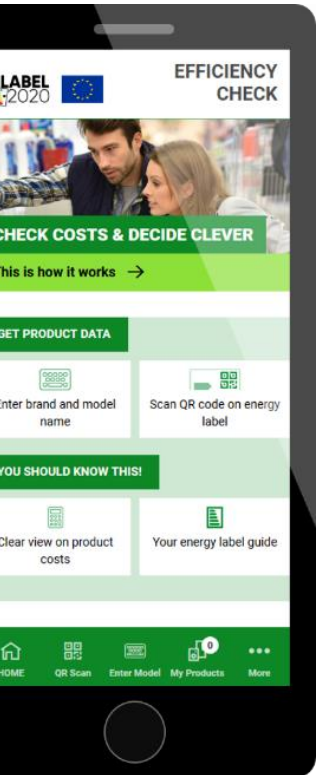 LABEL
2020
EFFICIENCY
CHECK
CHECK COSTS & DECIDE CLEVER
This is how it works →
GET PRODUCT DATA
Enter brand and model
name
Scan QR code on energy
label
YOU SHOULD KNOW THIS!
Clear view on product
costs
Your energy label guide
0
HOME
QR Scan
Enter Model
My Products
More